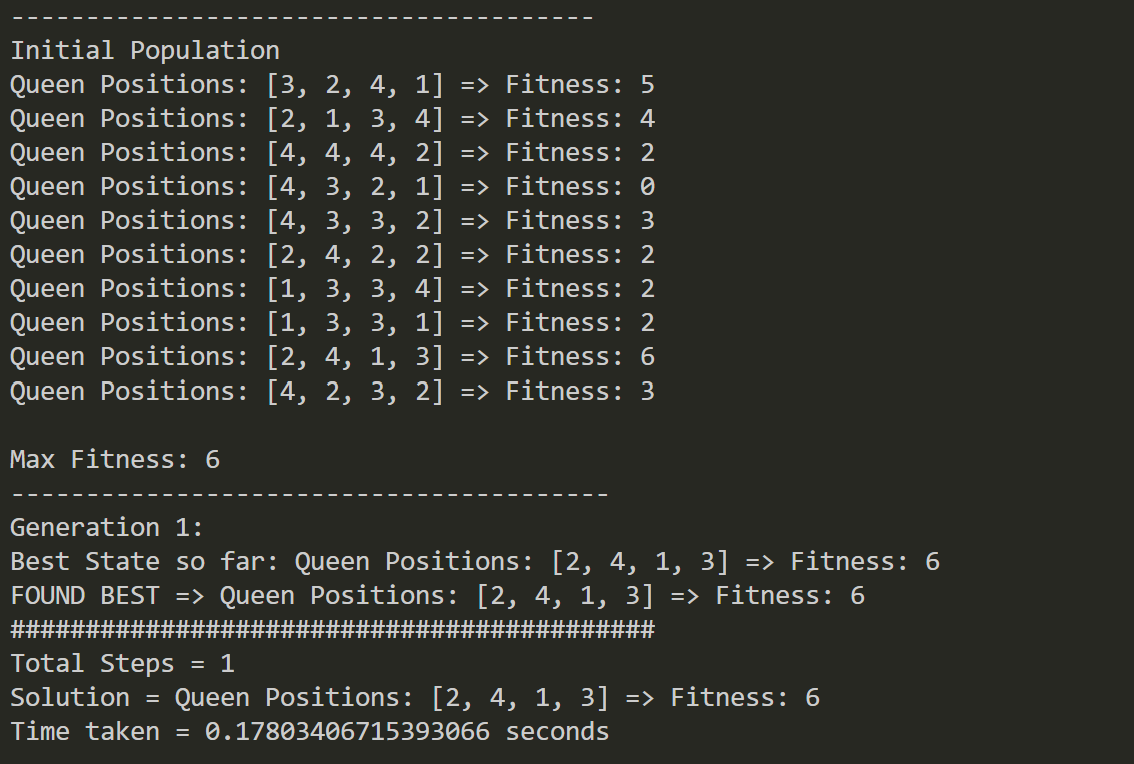 ---------------------------------------
Initial Population
Queen Positions: [3, 2, 4, 1] => Fitness: 5
Queen Positions: [2, 1, 3, 4] => Fitness: 4
Queen Positions: [4, 4, 4, 2] => Fitness: 2
Queen Positions: [4, 3, 2, 1] => Fitness: 0
Queen Positions: [4, 3, 3, 2] => Fitness: 3
Queen Positions: [2, 4, 2, 2] => Fitness: 2
Queen Positions: [1, 3, 3, 4] => Fitness: 2
Queen Positions: [1, 3, 3, 1] => Fitness: 2
Queen Positions: [2, 4, 1, 3] => Fitness: 6
Queen Positions: [4, 2, 3, 2] => Fitness: 3
Max Fitness: 6
----------------------------------------
Generation 1:
Best State so far: Queen Positions: [2, 4, 1, 3] => Fitness: 6
FOUND BEST => Queen Positions: [2, 4, 1, 3] => Fitness: 6
###########################################
Total Steps = 1
Solution = Queen Positions: [2, 4, 1, 3] => Fitness: 6
Time taken = 0.17803406715393066 seconds